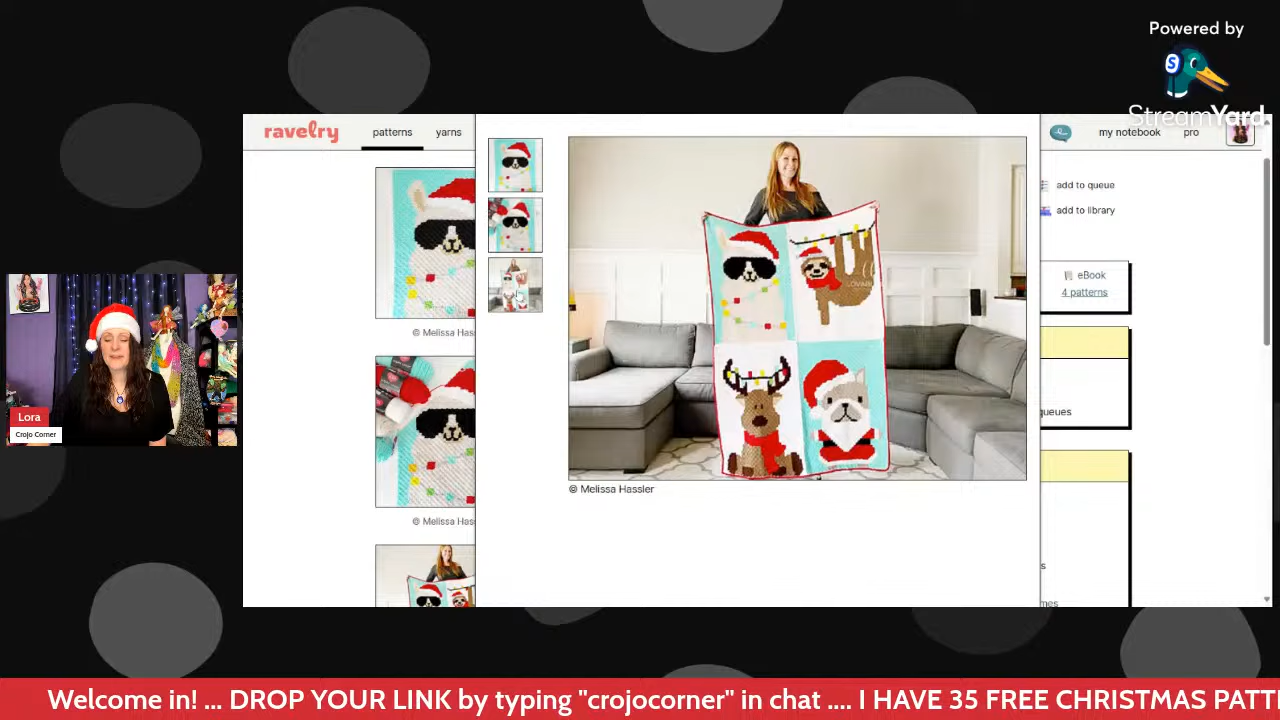 Powered by
StreamYard
ravelry
patterns
yarns
my notebook
pro
add to queue
add to library
eBook
4 patterns
© Melissa Has
queues
© Melissa Hassler
© Melissa Has
Lora
Crojo Corner
Welcome in! ... DROP YOUR LINK by typing "crojocorner" in chat .... I HAVE 35 FREE CHRISTMAS PATT